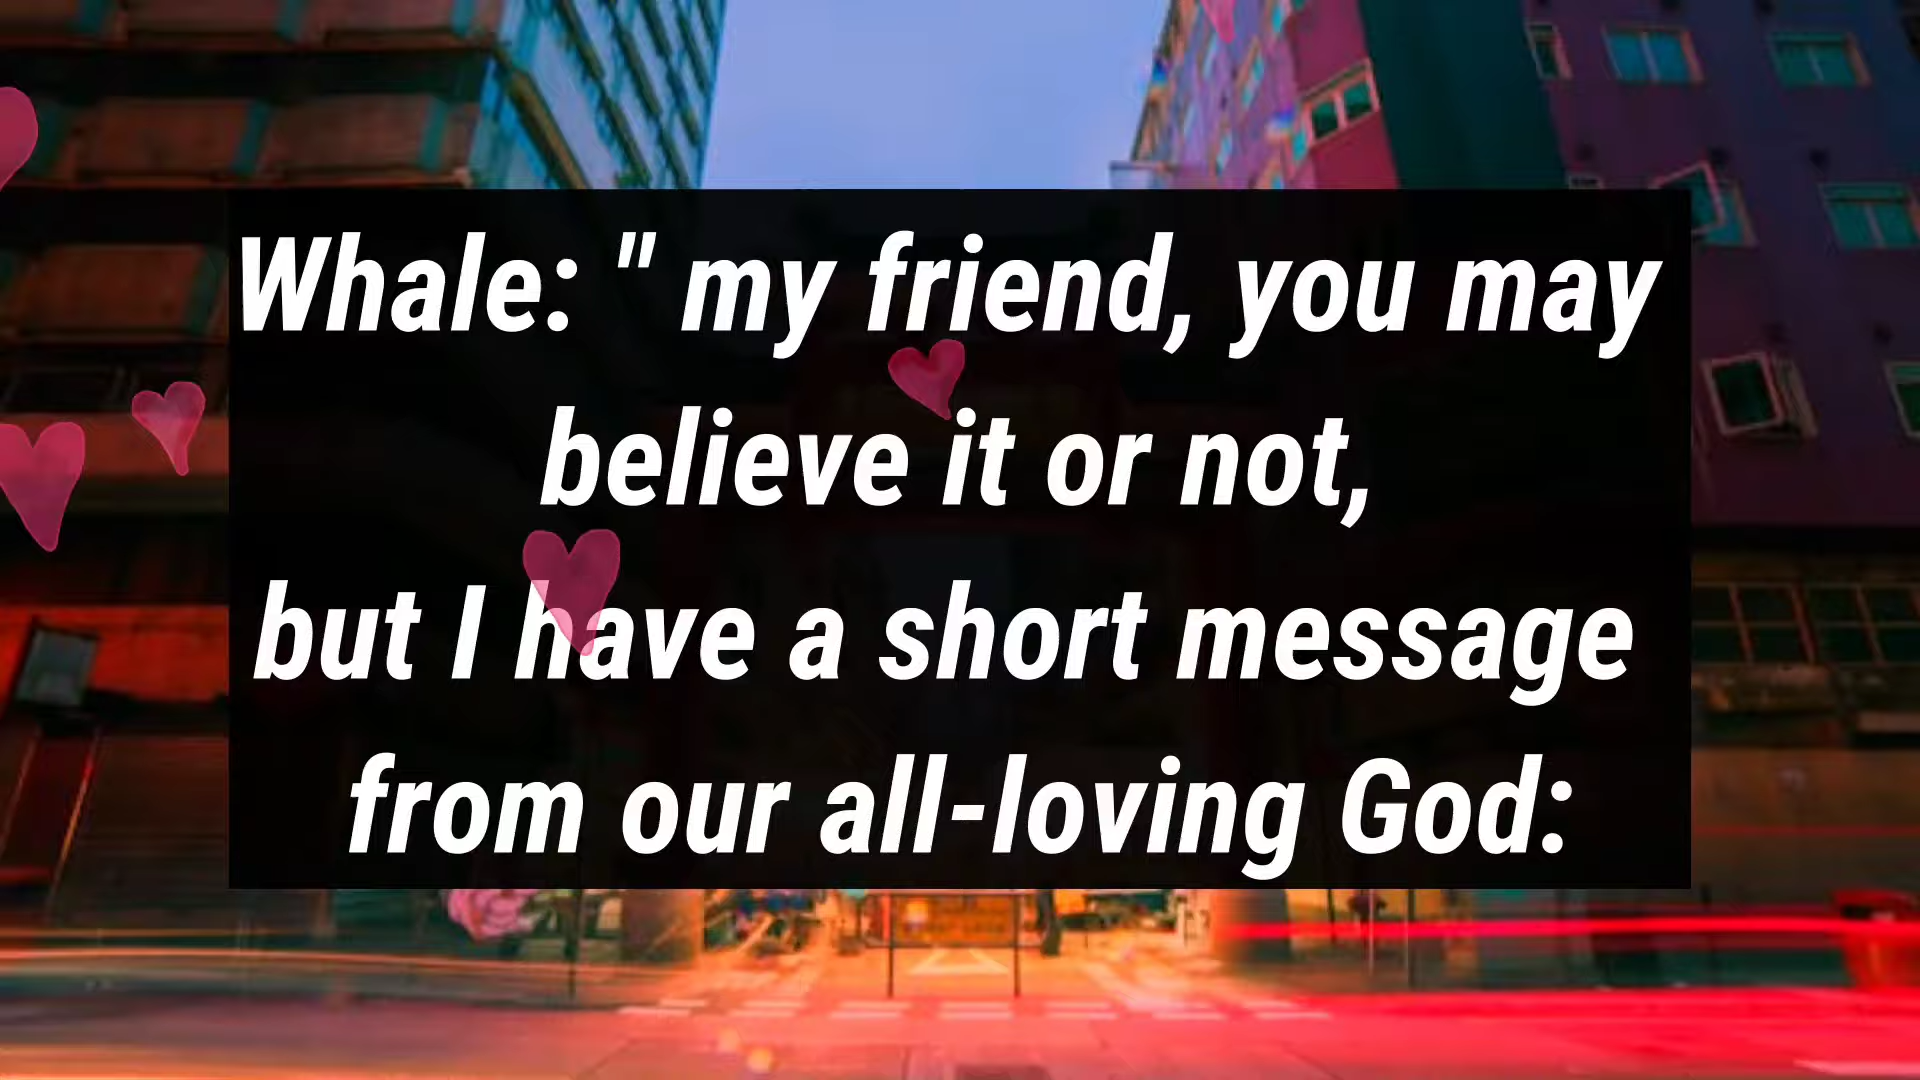 Whale: " my friend, you may
believe it or not,
but I have a short message
from our all-loving God: